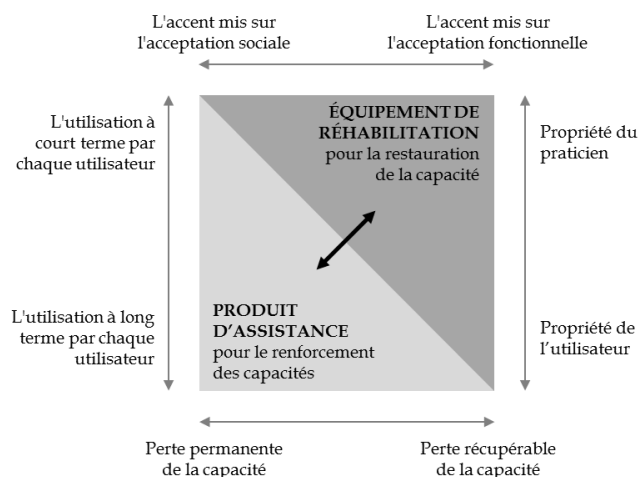 L'accent mis sur
l'acceptation sociale
L'accent mis sur
l'acceptation fonctionnelle
L'utilisation à
court terme par
chaque utilisateur
ÉQUIPEMENT DE
RÉHABILITATION
pour la restauration
de la capacité
Propriété du
praticien
L'utilisation à long
terme par chaque
utilisateur
PRODUIT
D’ASSISTANCE
pour le renforcement
des capacités
Propriété de
l’utilisateur
Perte permanente
de la capacité
Perte récupérable
de la capacité